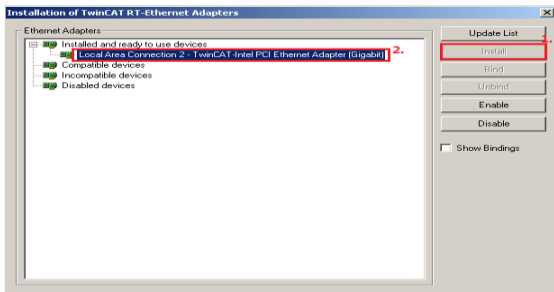 Installation of TwinCAT RT-Ethernet Adapters
Ethernet Adapters
Update List
Installed and ready to use devices
1.
Install
Local Area Connection 2 - TwinCAT-Intel PCI Ethernet Adapter (Gigabit)
2.
Compatible devices
Bind
Incompatible devices
Disabled devices
Unbind
Enable
Disable
Show Bindings